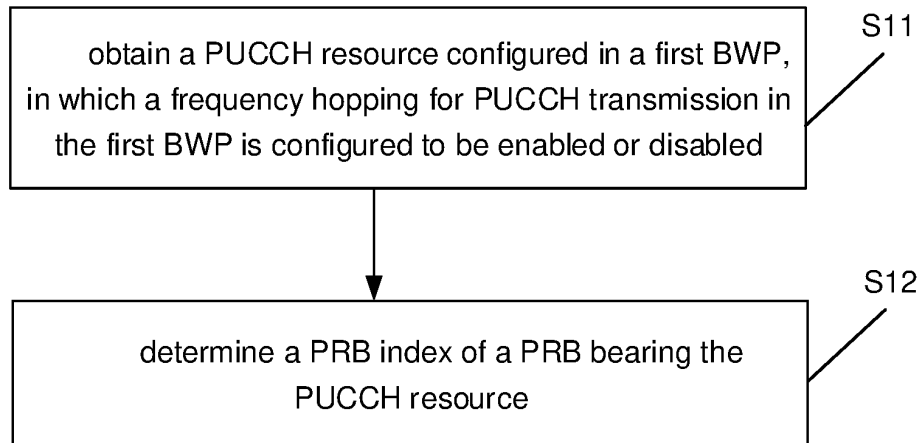 S11
obtain a PUCCH resource configured in a first BWP,
in which a frequency hopping for PUCCH transmission in
the first BWP is configured to be enabled or disabled
S12
determine a PRB index of a PRB bearing the
PUCCH resource